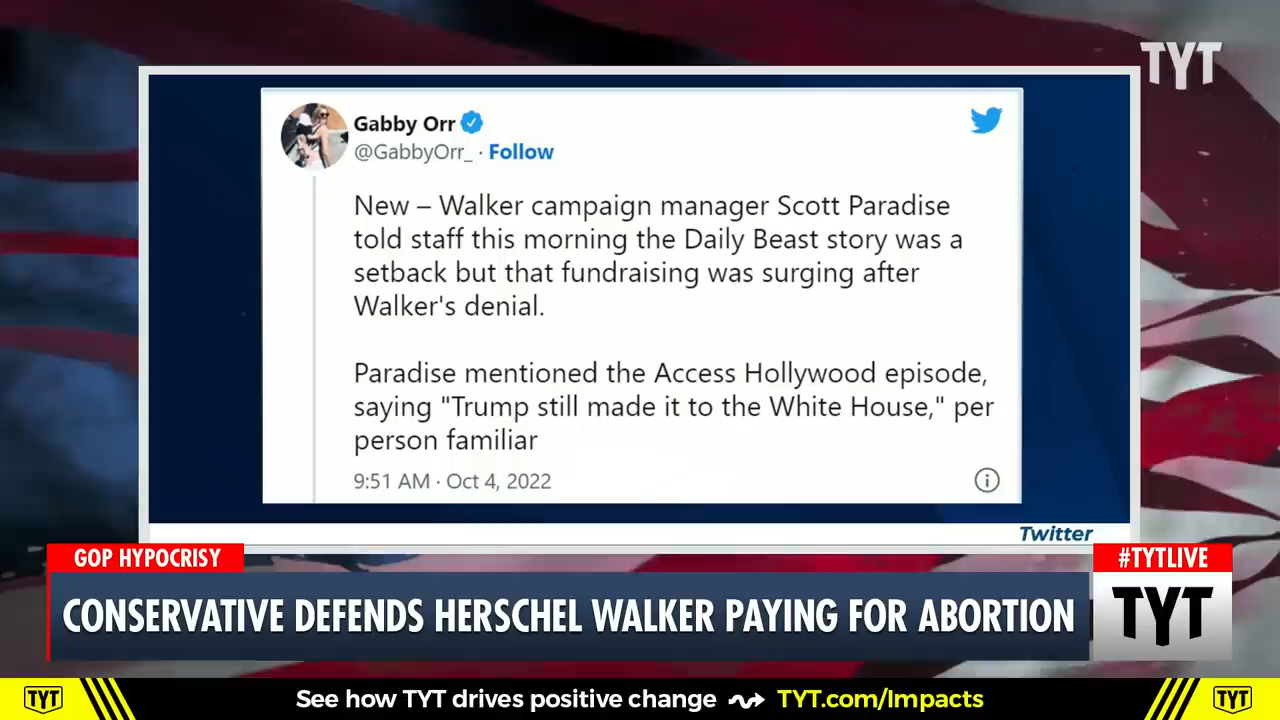 TYT
Gabby Orr
@GabbyOrr_ · Follow
New – Walker campaign manager Scott Paradise
told staff this morning the Daily Beast story was a
setback but that fundraising was surging after
Walker's denial.
Paradise mentioned the Access Hollywood episode,
saying "Trump still made it to the White House," per
person familiar
9:51 AM · Oct 4, 2022
Twitter
GOP HYPOCRISY
#TYTLIVE
CONSERVATIVE DEFENDS HERSCHEL WALKER PAYING FOR ABORTION
TYT
TYT
See how TYT drives positive change TYT.com/Impacts
TYT